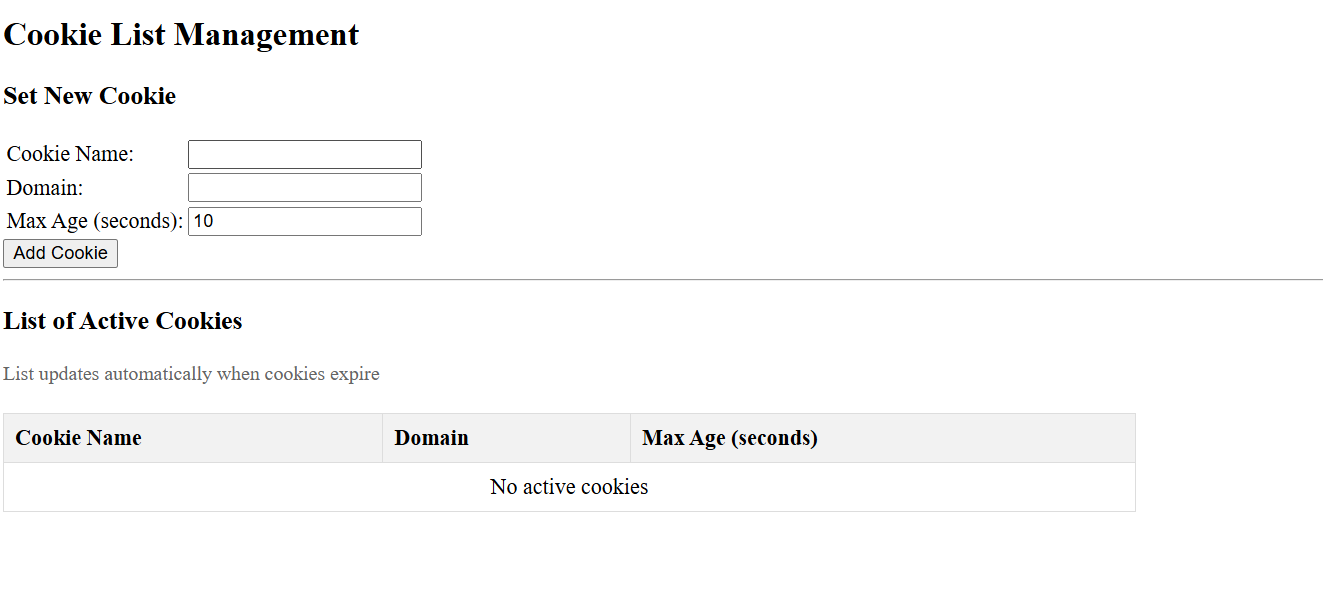 Cookie List Management
Set New Cookie
Cookie Name:
Domain:
Max Age (seconds): 10
Add Cookie
List of Active Cookies
List updates automatically when cookies expire
Cookie Name Domain Max Age (seconds)
No active cookies